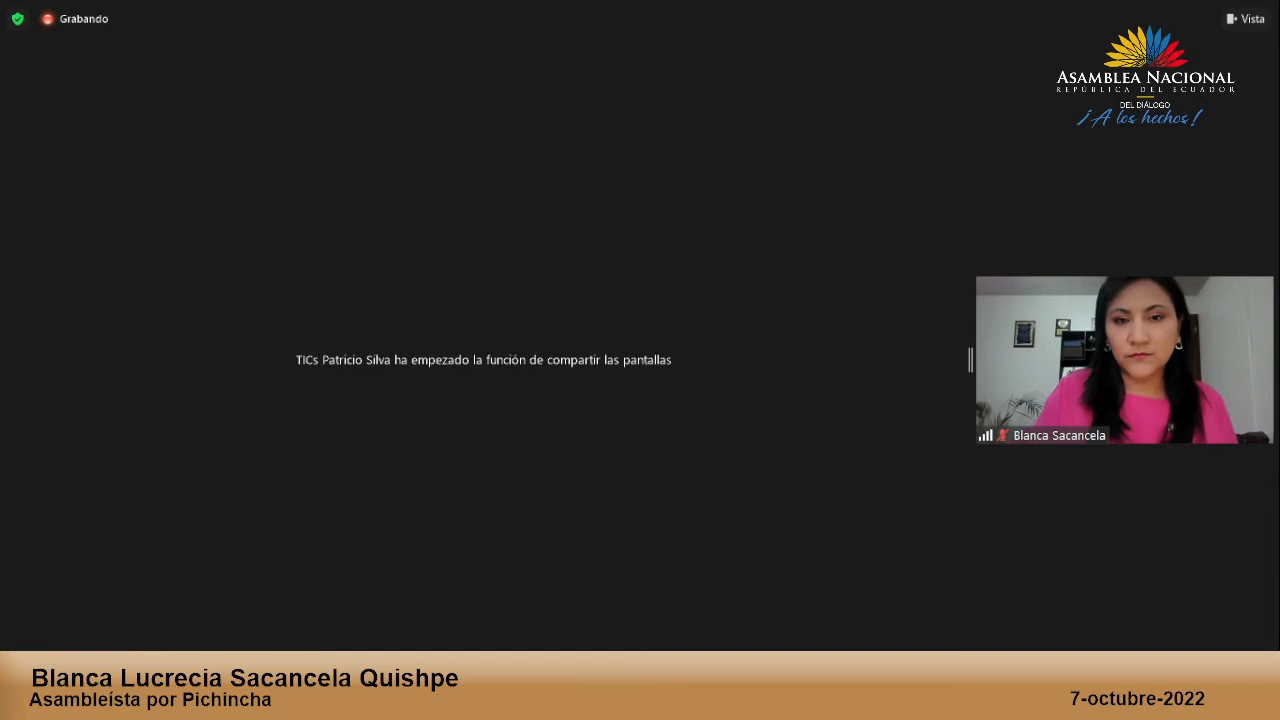 Grabando
Vista
ASAMBLEA NACIONAL
REPÚBLICA DEL ECUADOR
DEL DIÁLOGO
¡A los hechos!
TICs Patricio Silva ha empezado la función de compartir las pantallas
Blanca Sacancela
Blanca Lucrecia Sacancela Quishpe
Asambleísta por Pichincha
7-octubre-2022